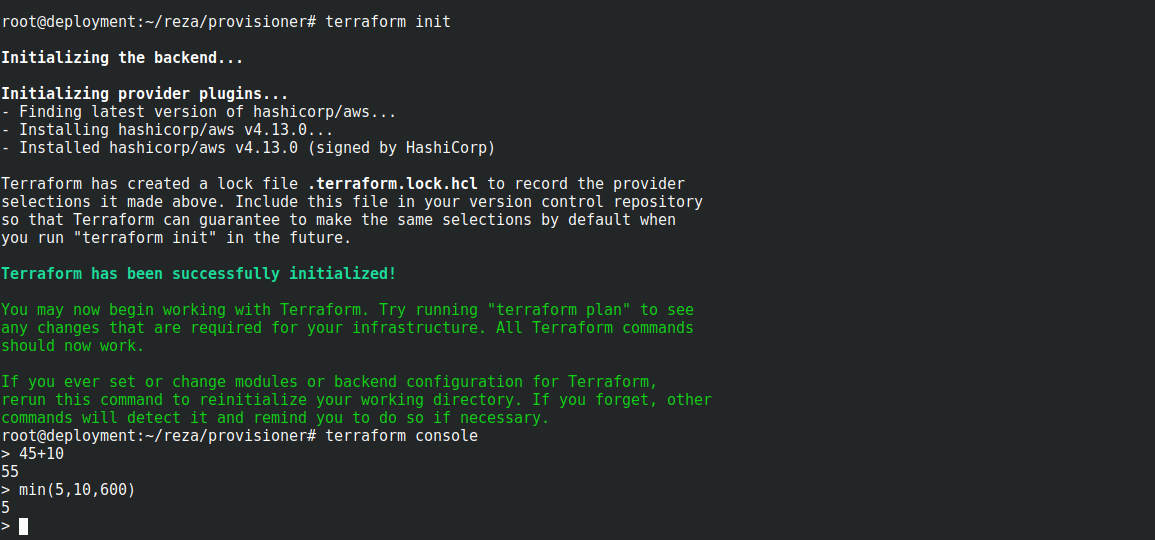 root@deployment:~/reza/provisioner# terraform init
Initializing the backend...
Initializing provider plugins...
- Finding latest version of hashicorp/aws...
- Installing hashicorp/aws v4.13.0...
- Installed hashicorp/aws v4.13.0 (signed by HashiCorp)
Terraform has created a lock file .terraform.lock.hcl to record the provider
selections it made above. Include this file in your version control repository
so that Terraform can guarantee to make the same selections by default when
you run "terraform init" in the future.
Terraform has been successfully initialized!
You may now begin working with Terraform. Try running "terraform plan" to see
any changes that are required for your infrastructure. All Terraform commands
should now work.
If you ever set or change modules or backend configuration for Terraform,
rerun this command to reinitialize your working directory. If you forget, other
commands will detect it and remind you to do so if necessary.
root@deployment:~/reza/provisioner# terraform console
> 45+10
55
> min(5,10,600)
5
>